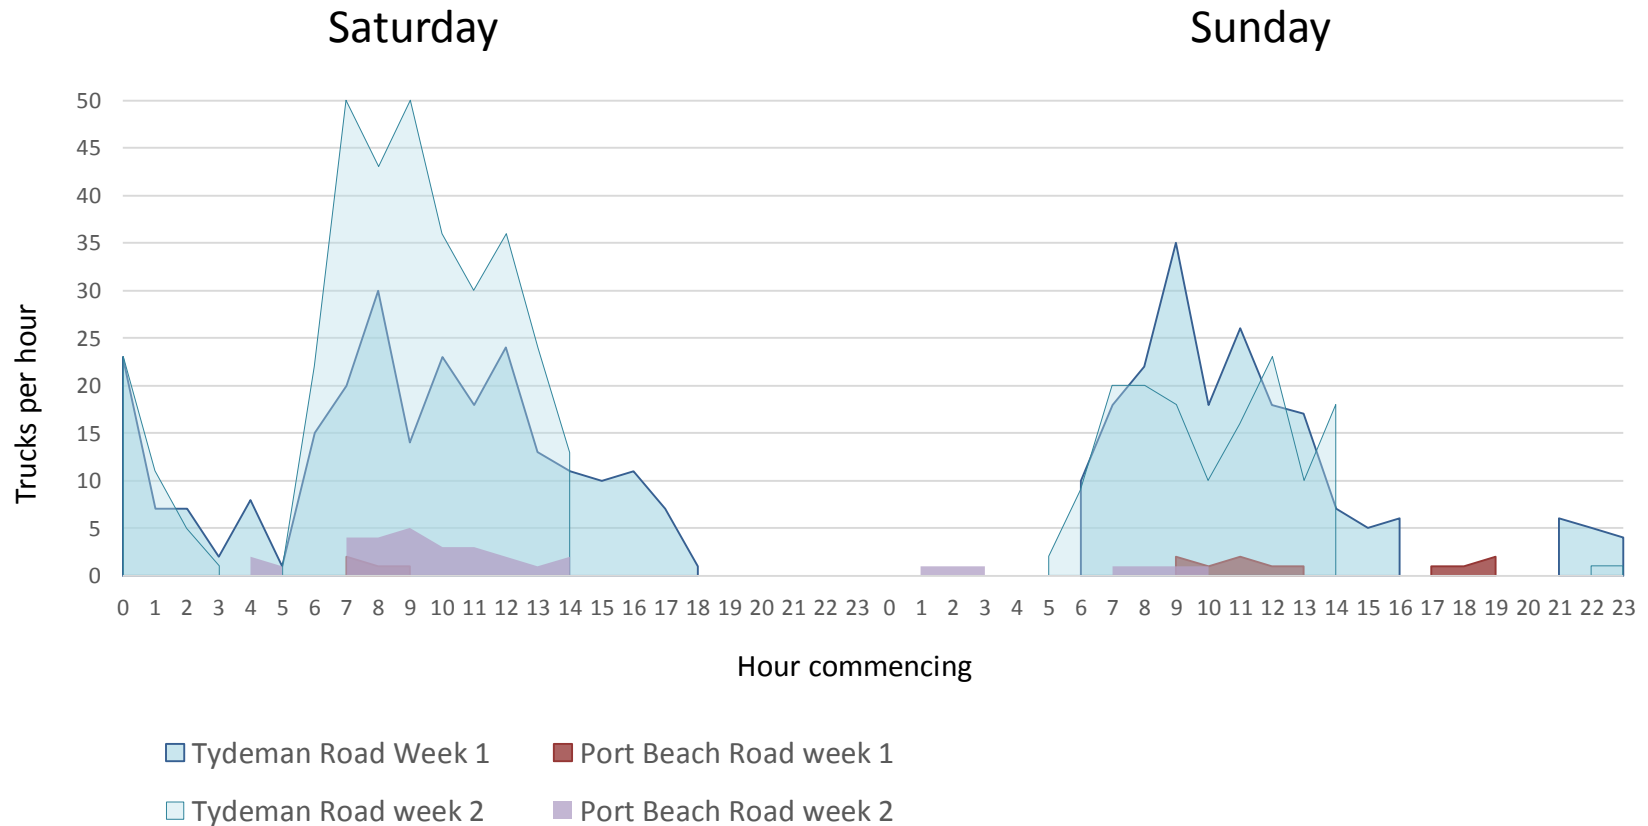 Saturday Sunday
50
45
40
35
30
25
20
15
10
5
0
Trucks per hour
0 1 2 3 4 5 6 7 8 9 10 11 12 13 14 15 16 17 18 19 20 21 22 23 0 1 2 3 4 5 6 7 8 9 10 11 12 13 14 15 16 17 18 19 20 21 22 23
Hour commencing
Tydeman Road Week 1 Port Beach Road week 1
Tydeman Road week 2 Port Beach Road week 2